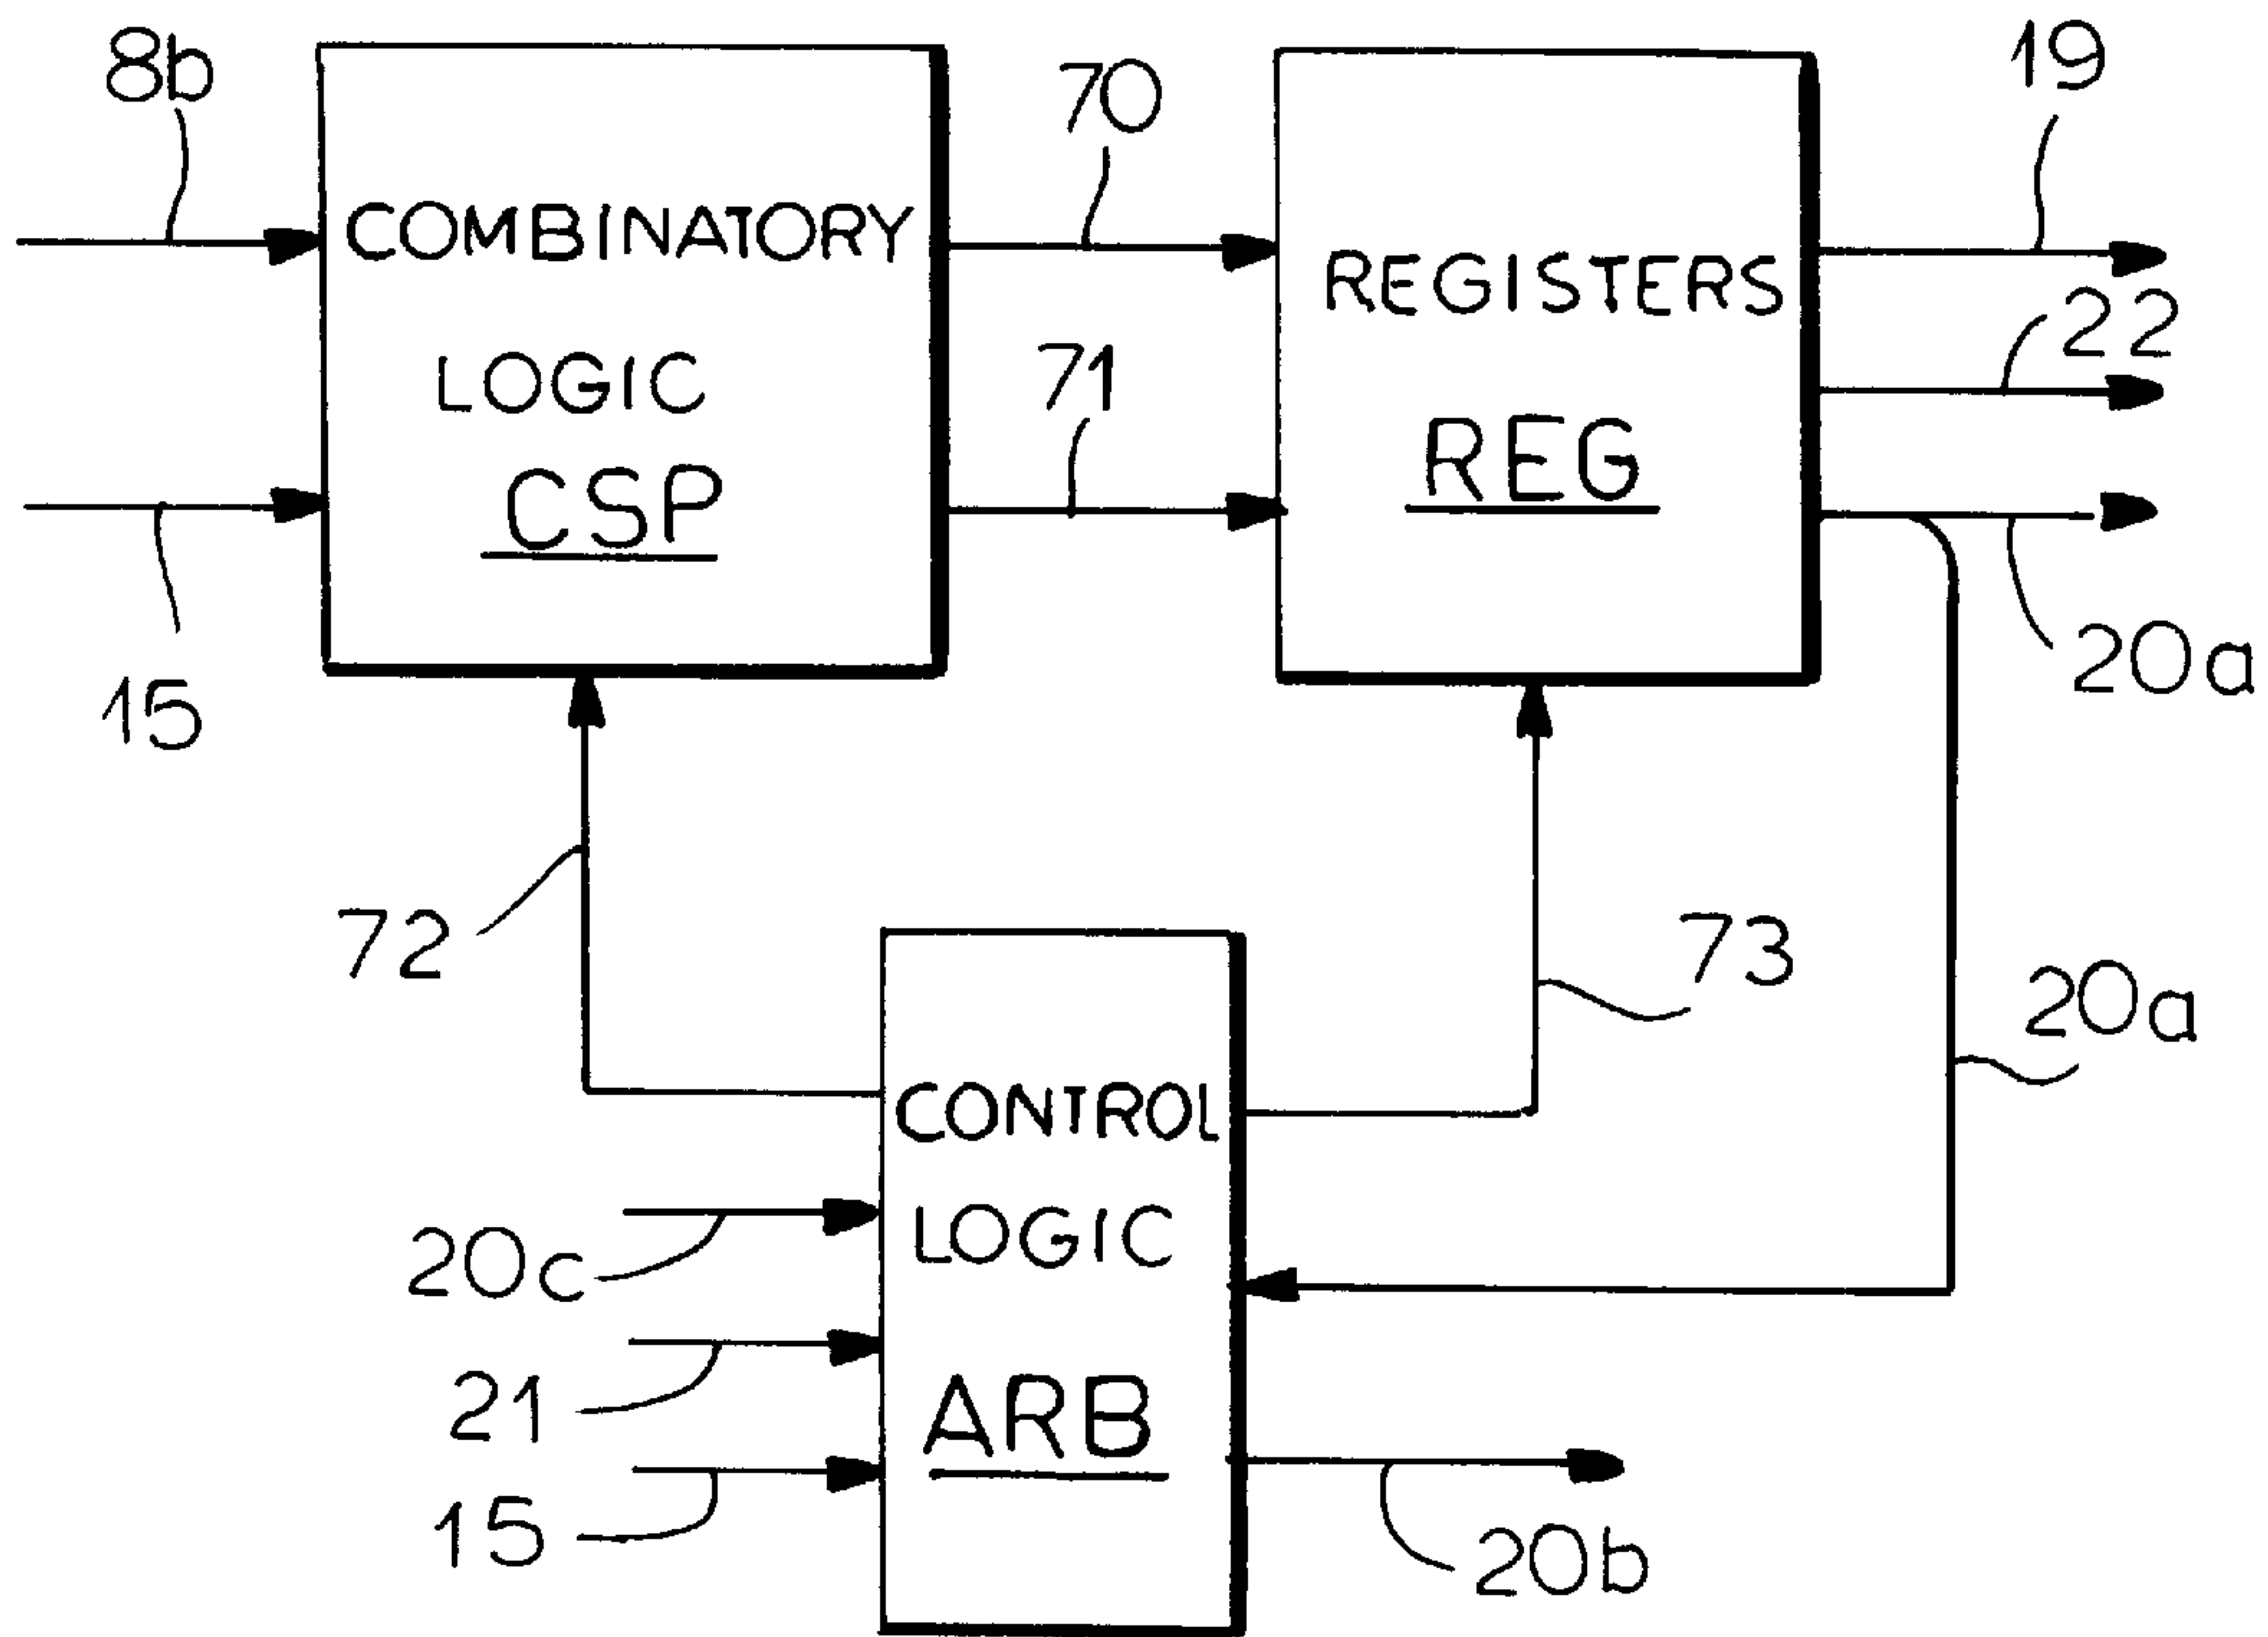 8b
70
19
COMBINATORY
LOGIC
CSP
REGISTERS
REG
22
71
15
20a
72
73
20a
CONTROL
LOGIC
ARB
20c
21
15
20b